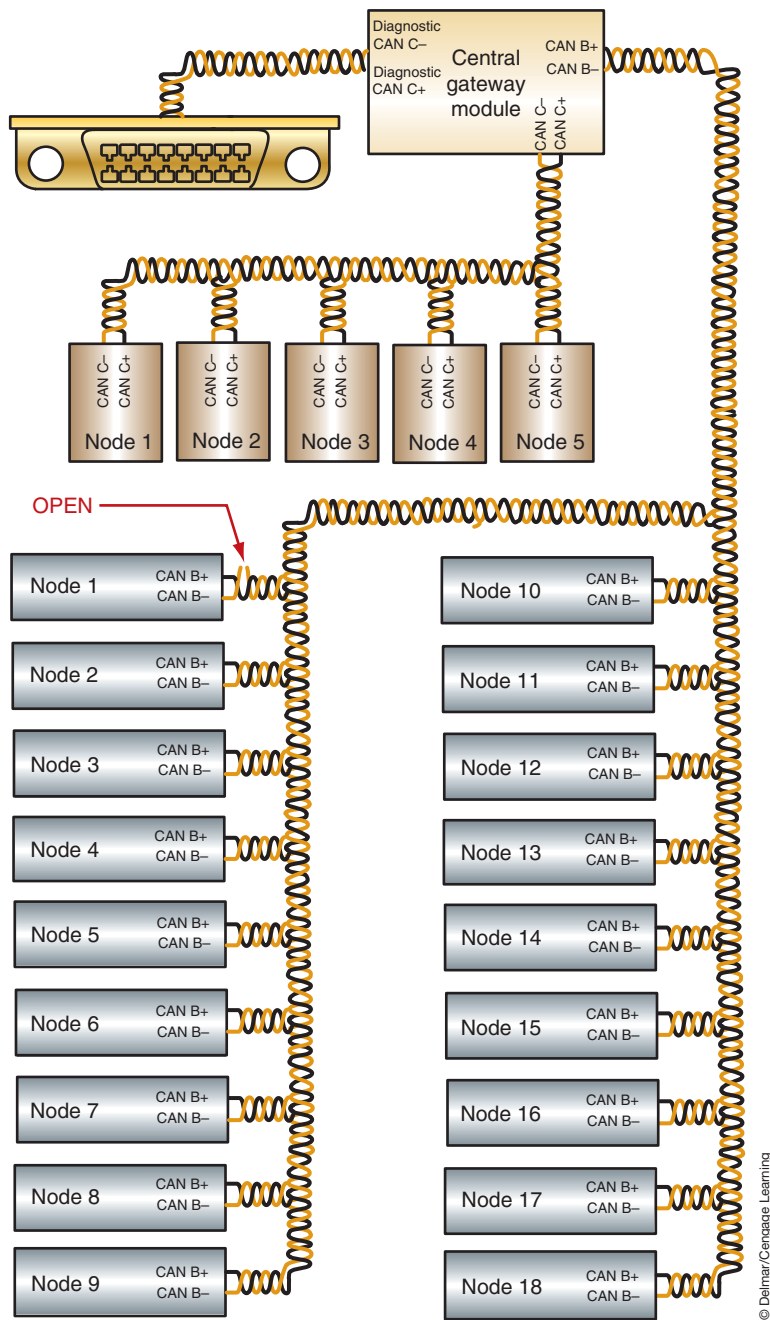 Diagnostic
CAN C–
Diagnostic
CAN C+
Central
gateway
module
CAN B+
CAN B–
CAN C–
CAN C+
CAN C–
CAN C+
Node 1
CAN C–
CAN C+
Node 2
CAN C–
CAN C+
Node 3
CAN C–
CAN C+
Node 4
CAN C–
CAN C+
Node 5
OPEN
Node 1
CAN B+
CAN B–
Node 2
CAN B+
CAN B–
Node 3
CAN B+
CAN B–
Node 4
CAN B+
CAN B–
Node 5
CAN B+
CAN B–
Node 6
CAN B+
CAN B–
Node 7
CAN B+
CAN B–
Node 8
CAN B+
CAN B–
Node 9
CAN B+
CAN B–
Node 10
CAN B+
CAN B–
Node 11
CAN B+
CAN B–
Node 12
CAN B+
CAN B–
Node 13
CAN B+
CAN B–
Node 14
CAN B+
CAN B–
Node 15
CAN B+
CAN B–
Node 16
CAN B+
CAN B–
Node 17
CAN B+
CAN B–
Node 18
CAN B+
CAN B–
© Delmar/Cengage Learning